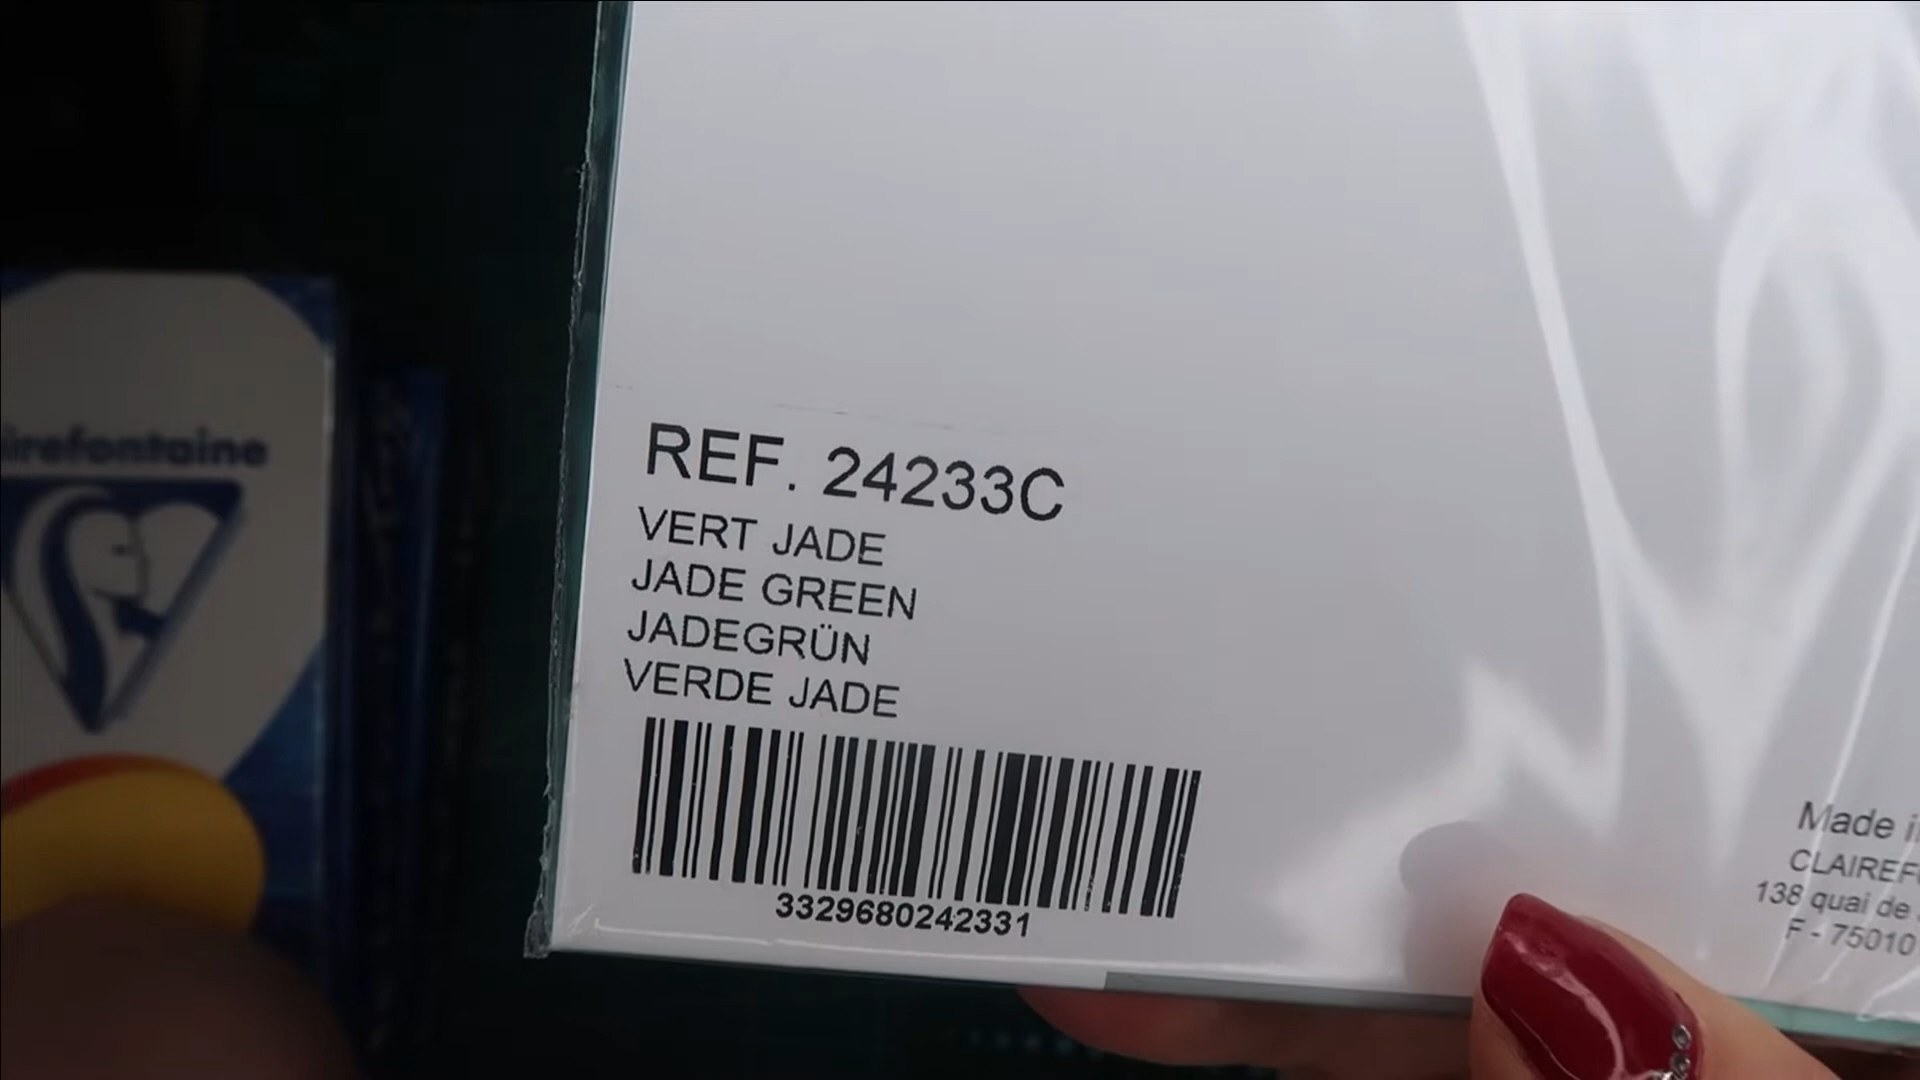 irefontaine
REF. 24233C
VERT JADE
JADE GREEN
JADEGRÜN
VERDE JADE
3329680242331
Made i
CLAIREF
138 quai de
F - 75010